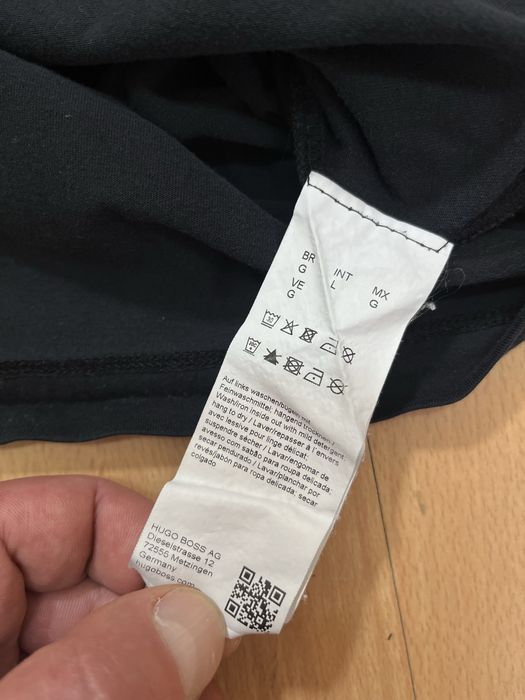 BR INT MX
G L G
VE
G
30
Auf links waschen/bügeln mit
Feinwaschmittel; hängend trocknen /
Wash/iron inside out with mild detergent;
hang to dry / Laver/repasser à l'envers
avec lessive pour linge délicat;
suspendre sécher / Lavar/engomar de
avesso com sabão para roupa delicada;
secar pendurado / Lavar/planchar por
revés/jabón para ropa delicada; secar
colgado
HUGO BOSS AG
Dieselstrasse 12
72555 Metzingen
Germany
hugoboss.com